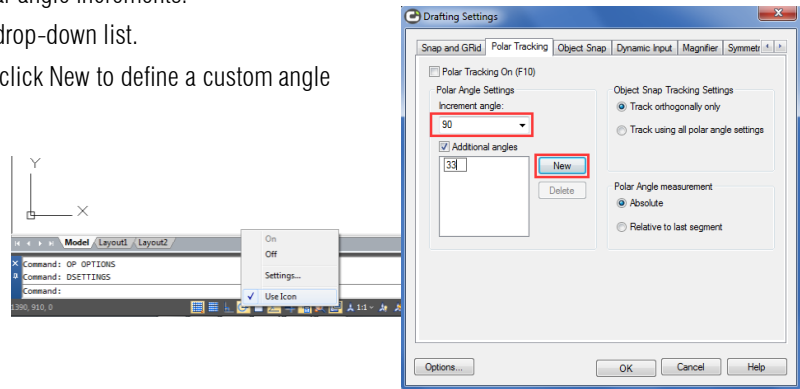 ar angle increments.
drop-down list.
click New to define a custom angle
Y
X
Model Layout1 Layout2
Command: OP OPTIONS
Command: DSETTINGS
Command:
1390, 910, 0
1:1
On
Off
Settings...
Use Icon
Drafting Settings
Snap and GRid Polar Tracking Object Snap Dynamic Input Magnifier Symmetr
Polar Tracking On (F10)
Polar Angle Settings
Increment angle:
90
Additional angles
33
New
Delete
Object Snap Tracking Settings
Track orthogonally only
Track using all polar angle settings
Polar Angle measurement
Absolute
Relative to last segment
Options...
OK Cancel Help